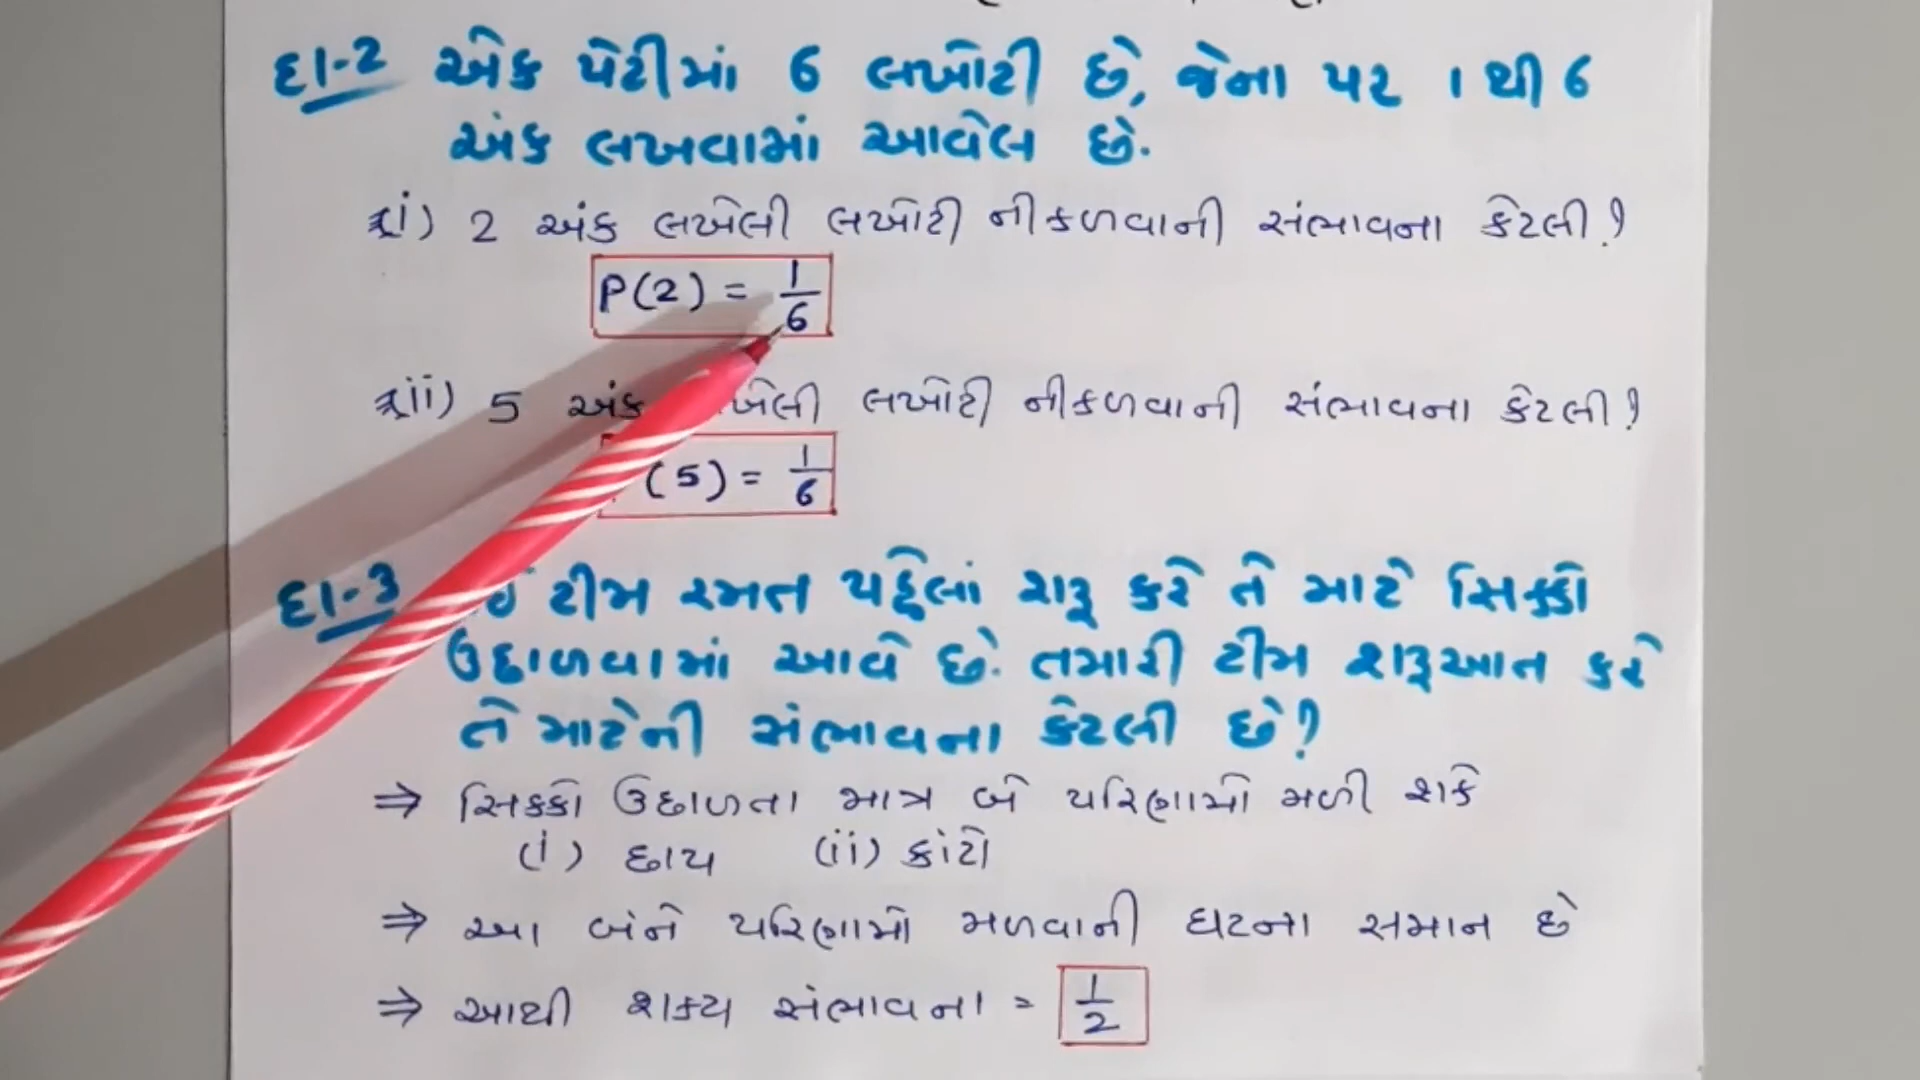 દા-2 એક પેટીમાં 6 લખોટી છે, જેના પર 1 થી 6
અંક લખવામાં આવેલ છે.
(i) 2 અંક લખેલી લખોટી નીકળવાની સંભાવના કેટલી?
P(2) = 1/6
(ii) 5 અંક લખેલી લખોટી નીકળવાની સંભાવના કેટલી?
(5) = 1/6
દા-3 ટીમ રમત પહેલાં શરૂ કરે તે માટે સિક્કો
ઉછાળવામાં આવે છે. તમારી ટીમ શરૂઆત કરે
તે માટેની સંભાવના કેટલી છે?
⇒ સિક્કો ઉછાળતા માત્ર બે પરિણામો મળી શકે
(i) છાપ (ii) કાંટો
⇒ આ બંને પરિણામો મળવાની ઘટના સમાન છે
⇒ આથી શક્ય સંભાવના = 1/2